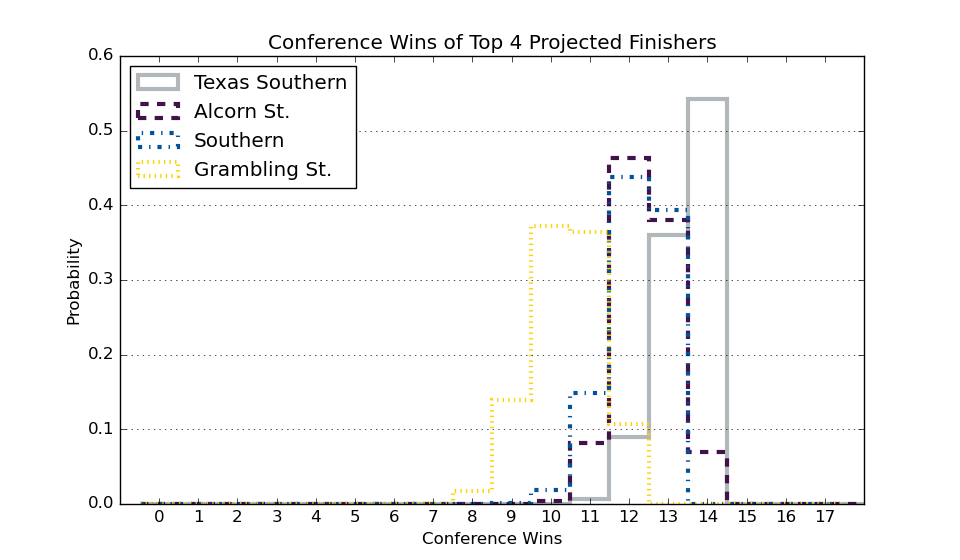 Conference Wins of Top 4 Projected Finishers
Texas Southern
Alcorn St.
Southern
Grambling St.
0.6
0.5
0.4
0.3
0.2
0.1
0.0
Probability
0 1 2 3 4 5 6 7 8 9 10 11 12 13 14 15 16 17
Conference Wins